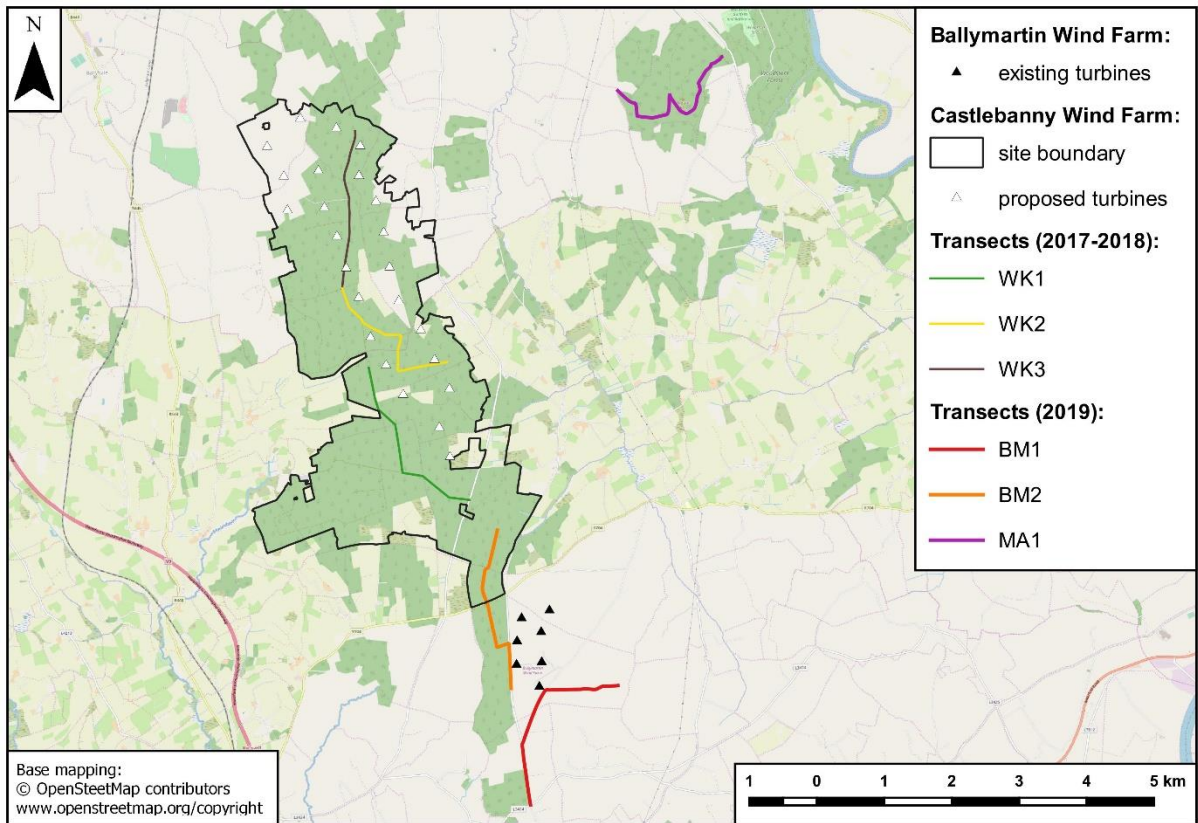 N
Ballymartin Wind Farm:
existing turbines
Castlebanny Wind Farm:
site boundary
proposed turbines
Transects (2017-2018):
WK1
WK2
WK3
Transects (2019):
BM1
BM2
MA1
Base mapping:
© OpenSteetMap contributors
www.openstreetmap.org/copyright
1 0 1 2 3 4 5 km